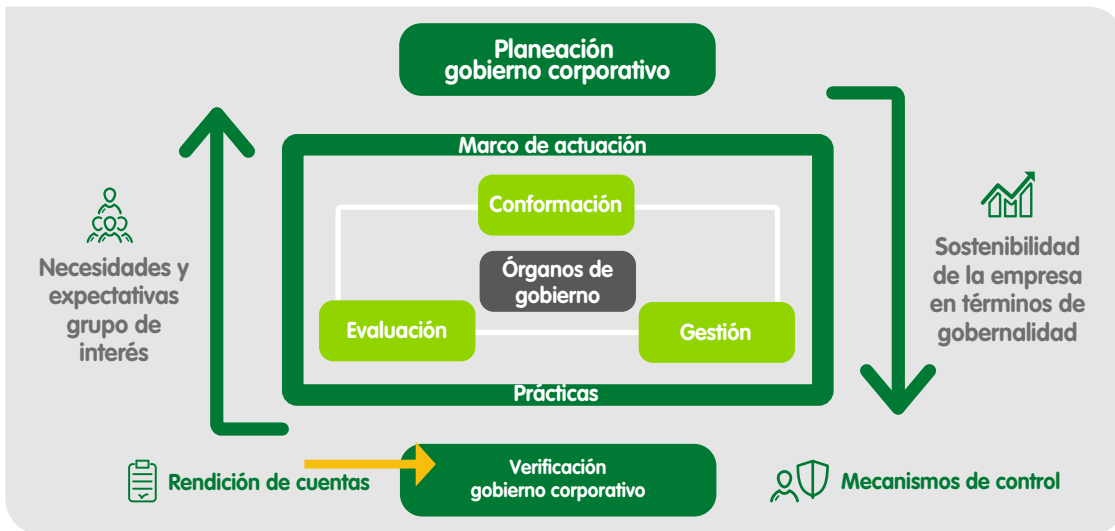 Planeación
gobierno corporativo
Marco de actuación
Conformación
Órganos de
gobierno
Evaluación
Gestión
Prácticas
Necesidades y
expectativas
grupo de
interés
Sostenibilidad
de la empresa
en términos de
gobernalidad
Rendición de cuentas
Verificación
gobierno corporativo
Mecanismos de control